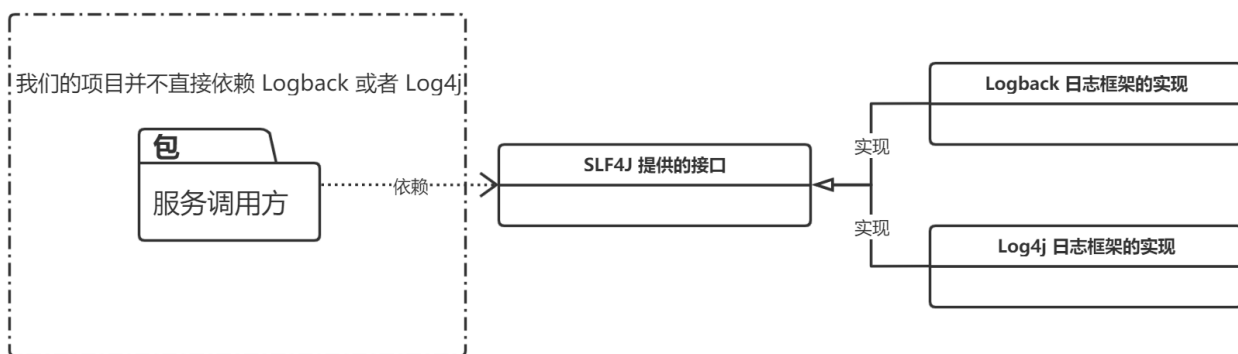 我们的项目并不直接依赖 Logback 或者 Log4j
包
服务调用方
依赖
SLF4J 提供的接口
实现
实现
Logback 日志框架的实现
Log4j 日志框架的实现